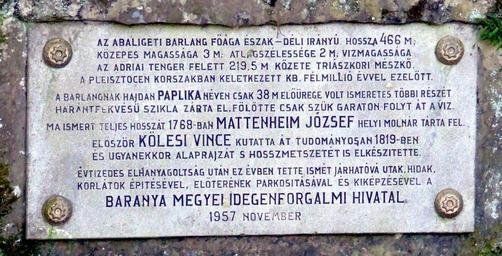 AZ ABALIGETI BARLANG FŐÁGA ÉSZAK-DÉLI IRÁNYÚ. HOSSZA 466 M;
KÖZEPES MAGASSÁGA 3 M; ÁTL. SZÉLESSÉGE 2 M, VÍZMAGASSÁGA
AZ ADRIAI TENGER FELETT 219,5 M. KŐZETE TRIÁSZKORI MÉSZKŐ.
A PLEISZTOCÉN KORSZAKBAN KELETKEZETT KB. FÉLMILLIÓ ÉVVEL EZELŐTT.
A BARLANGNAK HAJDAN PAPLIKA NÉVEN CSAK 38 M ELŐÜREGE VOLT ISMERETES TÖBBI RÉSZÉT
HARÁNTFEKVÉSŰ SZIKLA ZÁRTA EL. FÖLÖTTE CSAK SZŰK GARATON FOLYT ÁT A VÍZ.
MA ISMERT TELJES HOSSZÁT 1768-BAN MATTENHEIM JÓZSEF HELYI MOLNÁR TÁRTA FEL.
ELŐSZÖR KÖLESI VINCE KUTATTA ÁT TUDOMÁNYOSAN 1819-BEN
ÉS UGYANEKKOR ALAPRAJZÁT S HOSSZMETSZETÉT IS ELKÉSZÍTETTE.
ÉVTIZEDES ELHANYAGOLTSÁG UTÁN EZ ÉVBEN TETTE ISMÉT JÁRHATÓVÁ UTAK, HIDAK,
KORLÁTOK ÉPÍTÉSÉVEL, ELŐTERÉNEK PARKOSÍTÁSÁVAL ÉS KIKÉPZÉSÉVEL A
BARANYA MEGYEI IDEGENFORGALMI HIVATAL
1957 NOVEMBER